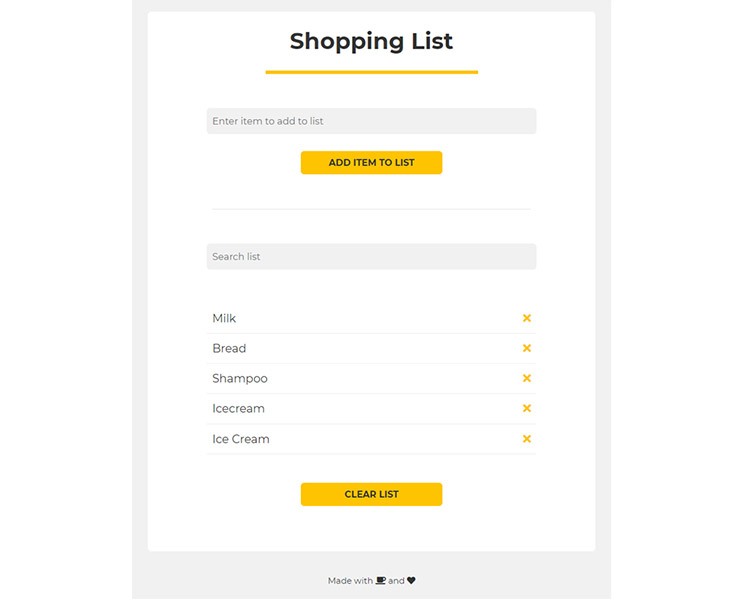 Shopping List
Enter item to add to list
ADD ITEM TO LIST
Search list
Milk
Bread
Shampoo
Icecream
Ice Cream
CLEAR LIST
Made with and